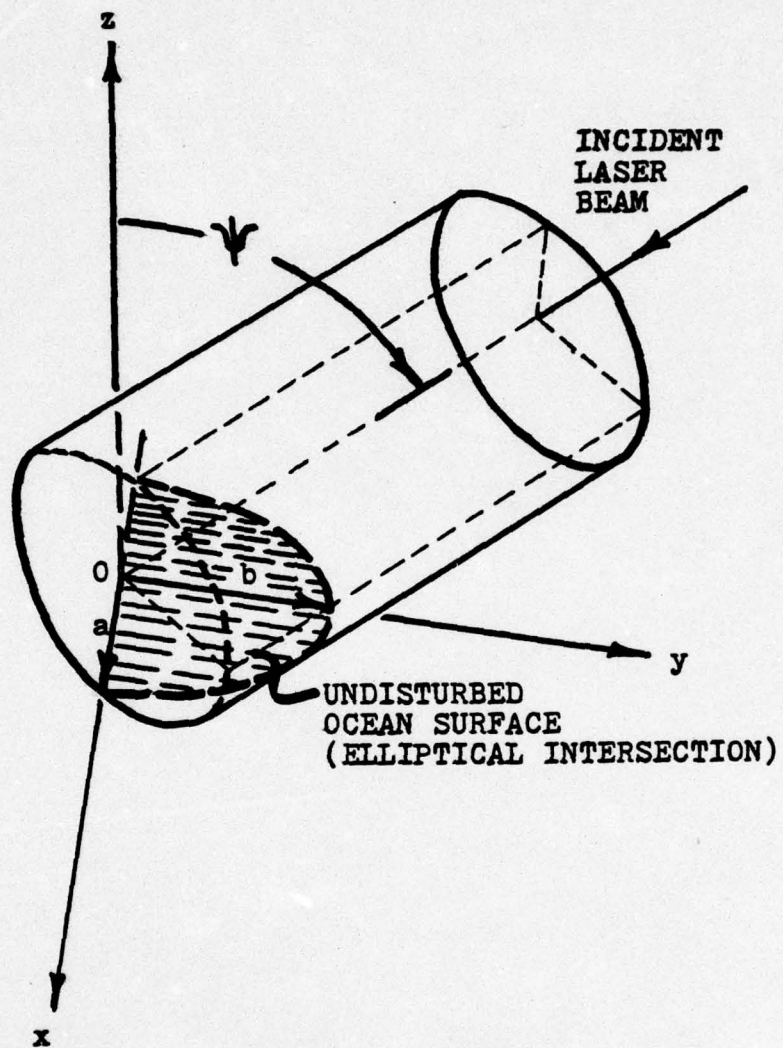 z
INCIDENT
LASER
BEAM
ψ
O
b
a
y
UNDISTURBED
OCEAN SURFACE
(ELLIPTICAL INTERSECTION)
x